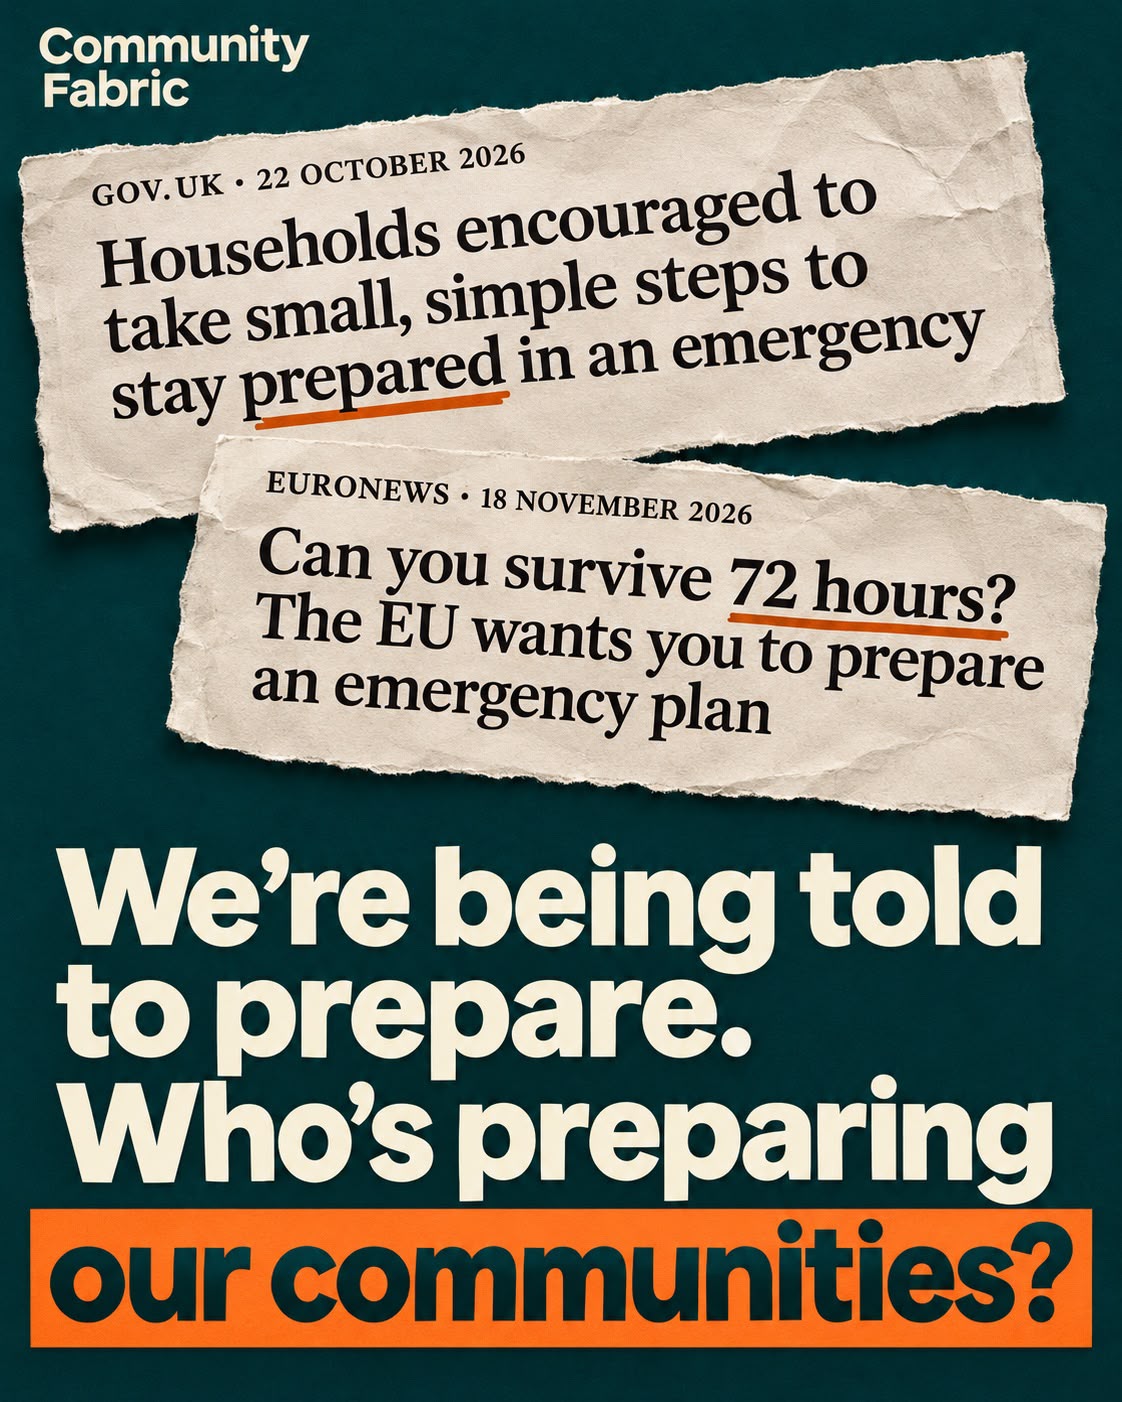 Community
Fabric
GOV.UK • 22 OCTOBER 2026
Households encouraged to
take small, simple steps to
stay prepared in an emergency
EURONEWS • 18 NOVEMBER 2026
Can you survive 72 hours?
The EU wants you to prepare
an emergency plan
We’re being told
to prepare.
Who’s preparing
our communities?